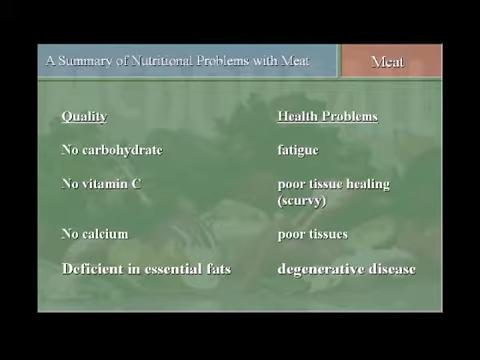 A Summary of Nutritional Problems with Meat
Meat
Quality Health Problems
No carbohydrate fatigue
No vitamin C poor tissue healing
(scurvy)
No calcium poor tissues
Deficient in essential fats degenerative disease